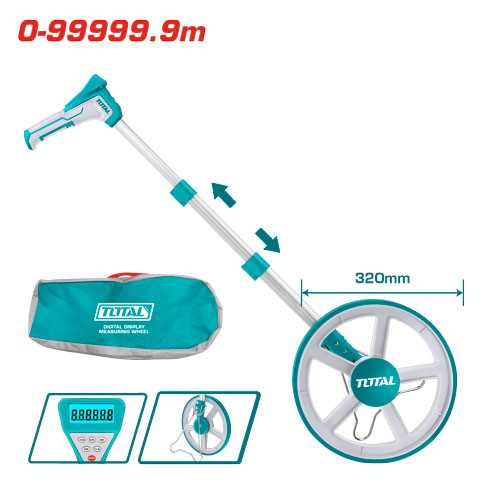 0-99999.9m
TOTAL
320mm
TOTAL
DIGITAL DISPLAY
MEASURING WHEEL
TOTAL
888888